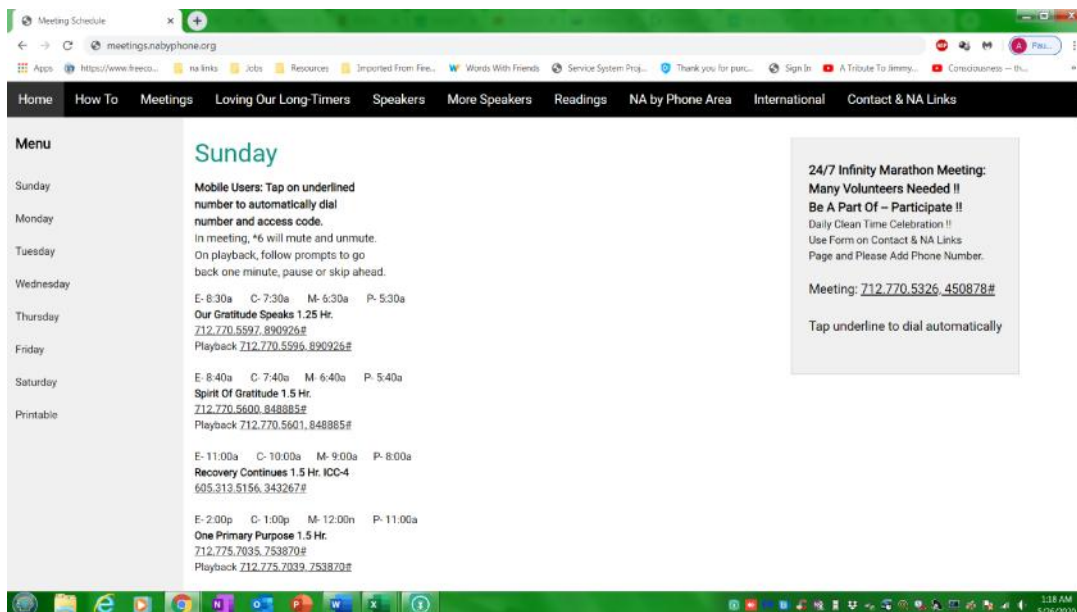 Meeting Schedule
meetings.nabyphone.org
Pau...
Apps https://www.freeco... na links Jobs Resources Imported From Fire... Words With Friends Service System Proj... Thank you for purc... Sign In A Tribute To Jimmy... Consciousness – th...
Home How To Meetings Loving Our Long-Timers Speakers More Speakers Readings NA by Phone Area International Contact & NA Links
Menu
Sunday
Monday
Tuesday
Wednesday
Thursday
Friday
Saturday
Printable
Sunday
Mobile Users: Tap on underlined
number to automatically dial
number and access code.
In meeting, *6 will mute and unmute.
On playback, follow prompts to go
back one minute, pause or skip ahead.
E- 8:30a C- 7:30a M- 6:30a P- 5:30a
Our Gratitude Speaks 1.25 Hr.
712.770.5597, 890926#
Playback 712.770.5596, 890926#
E- 8:40a C- 7:40a M- 6:40a P- 5:40a
Spirit Of Gratitude 1.5 Hr.
712.770.5600, 848885#
Playback 712.770.5601, 848885#
E- 11:00a C- 10:00a M- 9:00a P- 8:00a
Recovery Continues 1.5 Hr. ICC-4
605.313.5156, 343267#
E- 2:00p C- 1:00p M- 12:00n P- 11:00a
One Primary Purpose 1.5 Hr.
712.775.7035, 753870#
Playback 712.775.7039, 753870#
24/7 Infinity Marathon Meeting:
Many Volunteers Needed !!
Be A Part Of – Participate !!
Daily Clean Time Celebration !!
Use Form on Contact & NA Links
Page and Please Add Phone Number.
Meeting: 712.770.5326, 450878#
Tap underline to dial automatically
1:18 AM